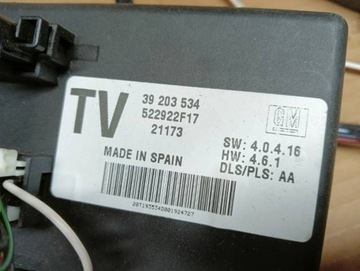 TV
39 203 534
522922F17
21173
GM
MADE IN SPAIN
SW: 4.0.4.16
HW: 4.6.1
DLS/PLS: AA